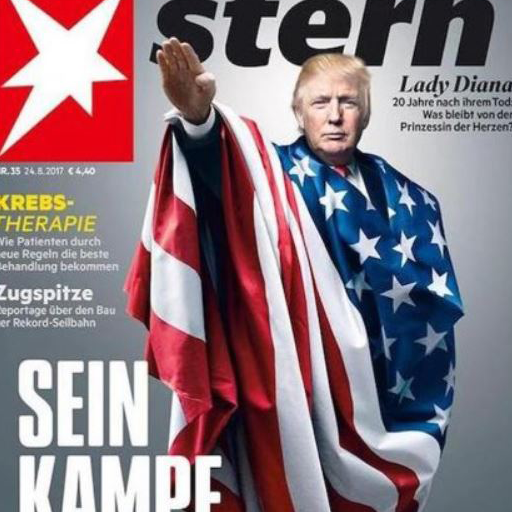 stern
Lady Diana
20 Jahre nach ihrem Tod:
Was bleibt von der
Prinzessin der Herzen?
NR.35 24.8.2017 € 4,40
KREBS-
THERAPIE
Wie Patienten durch
neue Regeln die beste
Behandlung bekommen
Zugspitze
Reportage über den Bau
der Rekord-Seilbahn
SEIN
KAMPF